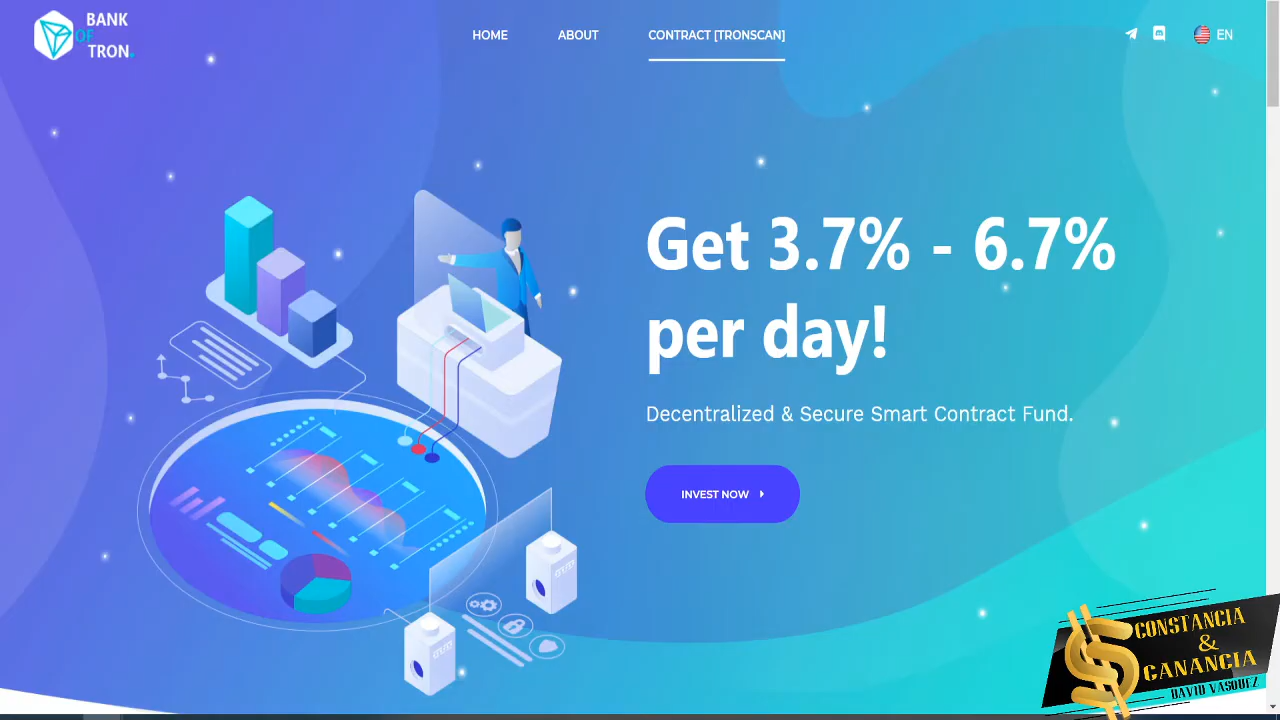 BANK
OF
TRON.
HOME
ABOUT
CONTRACT [TRONSCAN]
EN
Get 3.7% - 6.7%
per day!
Decentralized & Secure Smart Contract Fund.
INVEST NOW
CONSTANCIA
&
GANANCIA
DAVID VASQUEZ